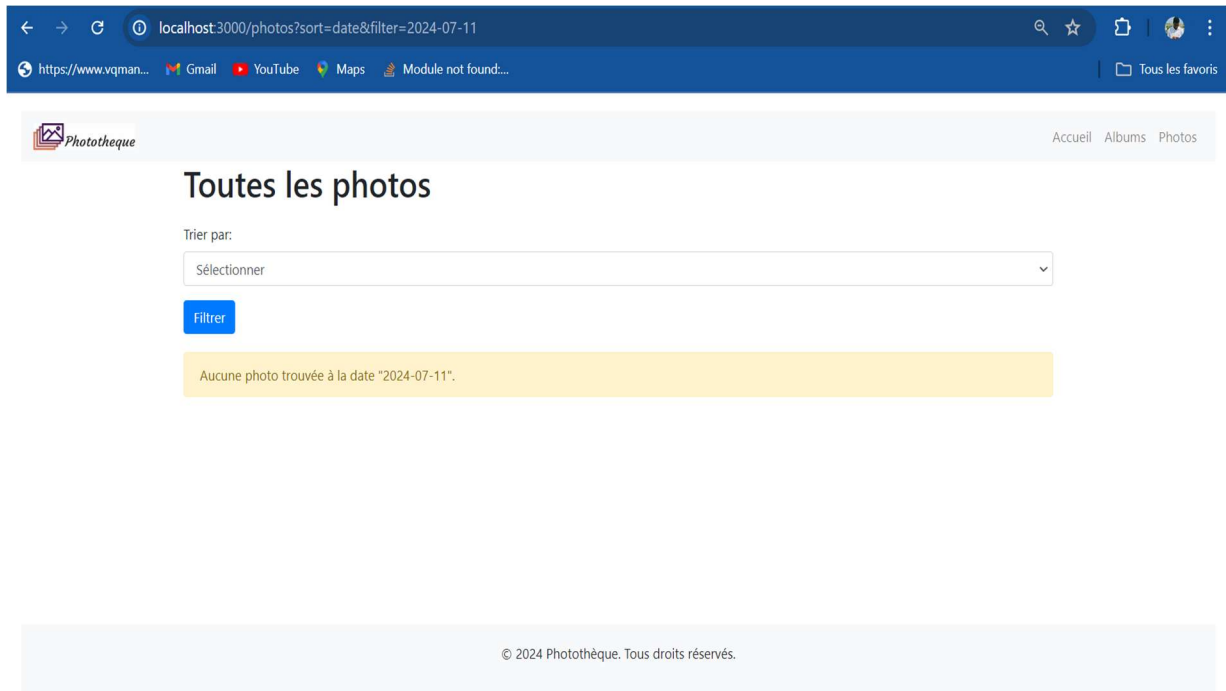 localhost:3000/photos?sort=date&filter=2024-07-11
https://www.vqman... Gmail YouTube Maps Module not found:... Tous les favoris
Phototheque Accueil Albums Photos
Toutes les photos
Trier par:
Sélectionner
Filtrer
Aucune photo trouvée à la date "2024-07-11".
© 2024 Photothèque. Tous droits réservés.